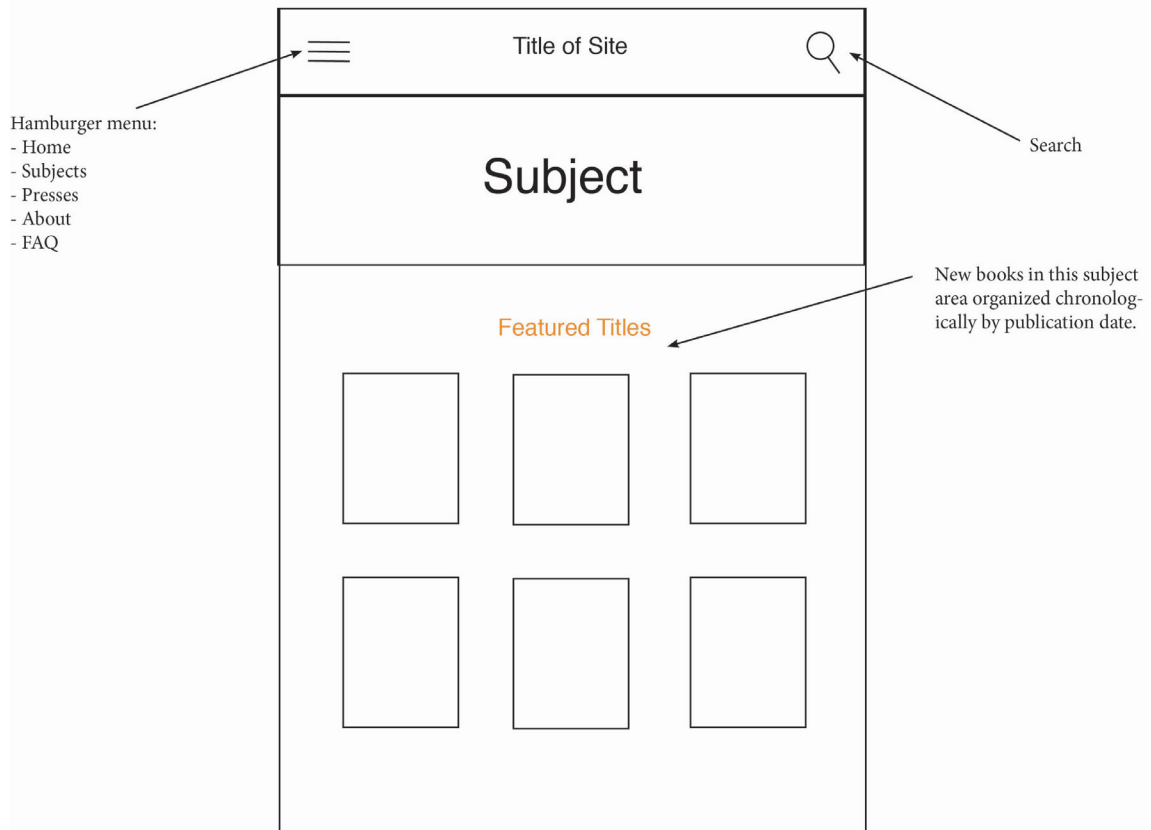 Title of Site
Hamburger menu:
- Home
- Subjects
- Presses
- About
- FAQ
Search
Subject
New books in this subject
area organized chronolog-
ically by publication date.
Featured Titles